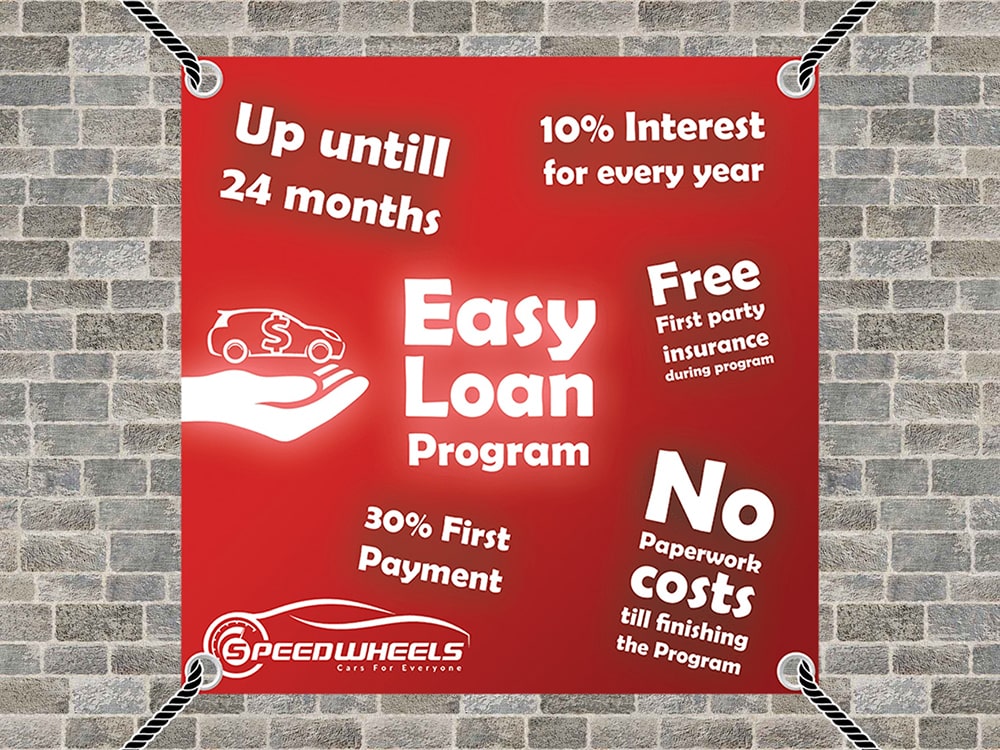 Up untill
24 months
10% Interest
for every year
Easy
Loan
Program
Free
First party
insurance
during program
30% First
Payment
No
Paperwork
costs
till finishing
the Program
SPEEDWHEELS
Cars For Everyone